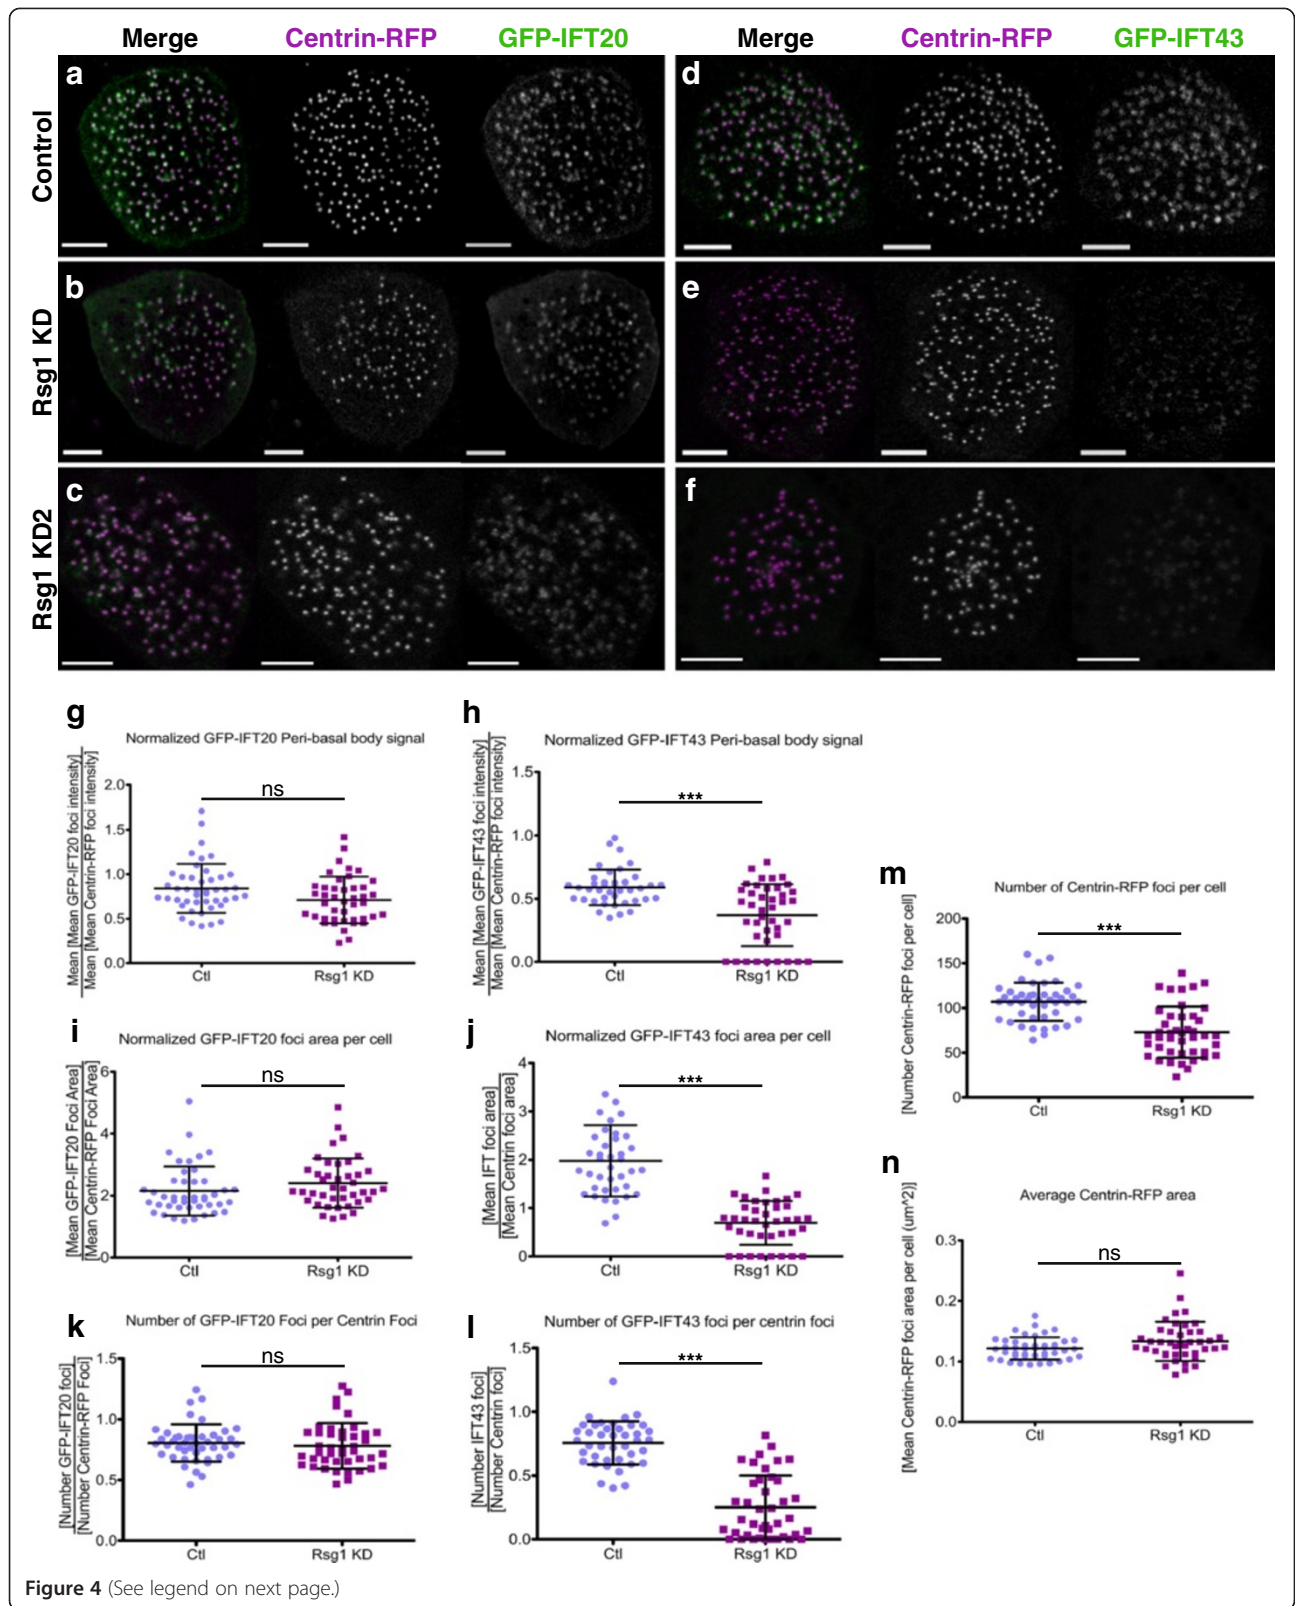 Merge Centrin-RFP GFP-IFT20 Merge Centrin-RFP GFP-IFT43
Control
a
d
Rsg1 KD
b
e
Rsg1 KD2
c
f
g
Normalized GFP-IFT20 Peri-basal body signal
Mean [Mean GFP-IFT20 foci intensity]
Mean [Mean Centrin-RFP foci intensity]
2.0
1.5
1.0
0.5
0.0
ns
Ctl Rsg1 KD
h
Normalized GFP-IFT43 Peri-basal body signal
Mean [Mean GFP-IFT43 foci intensity]
Mean [Mean Centrin-RFP foci intensity]
1.5
1.0
0.5
0.0
***
Ctl Rsg1 KD
i
Normalized GFP-IFT20 foci area per cell
[Mean GFP-IFT20 Foci Area]
[Mean Centrin-RFP Foci Area]
6
4
2
0
ns
Ctl Rsg1 KD
j
Normalized GFP-IFT43 foci area per cell
[Mean IFT foci area]
[Mean Centrin foci area]
4
3
2
1
0
***
Ctl Rsg1 KD
k
Number of GFP-IFT20 Foci per Centrin Foci
[Number GFP-IFT20 foci]
[Number Centrin-RFP Foci]
1.5
1.0
0.5
0.0
ns
Ctl Rsg1 KD
l
Number of GFP-IFT43 foci per centrin foci
[Number IFT43 foci]
[Number Centrin foci]
1.5
1.0
0.5
0.0
***
Ctl Rsg1 KD
m
Number of Centrin-RFP foci per cell
[Number Centrin-RFP foci per cell]
200
150
100
50
0
***
Ctl Rsg1 KD
n
Average Centrin-RFP area
[Mean Centrin-RFP foci area per cell (um^2)]
0.3
0.2
0.1
0.0
ns
Ctl Rsg1 KD
Figure 4 (See legend on next page.)